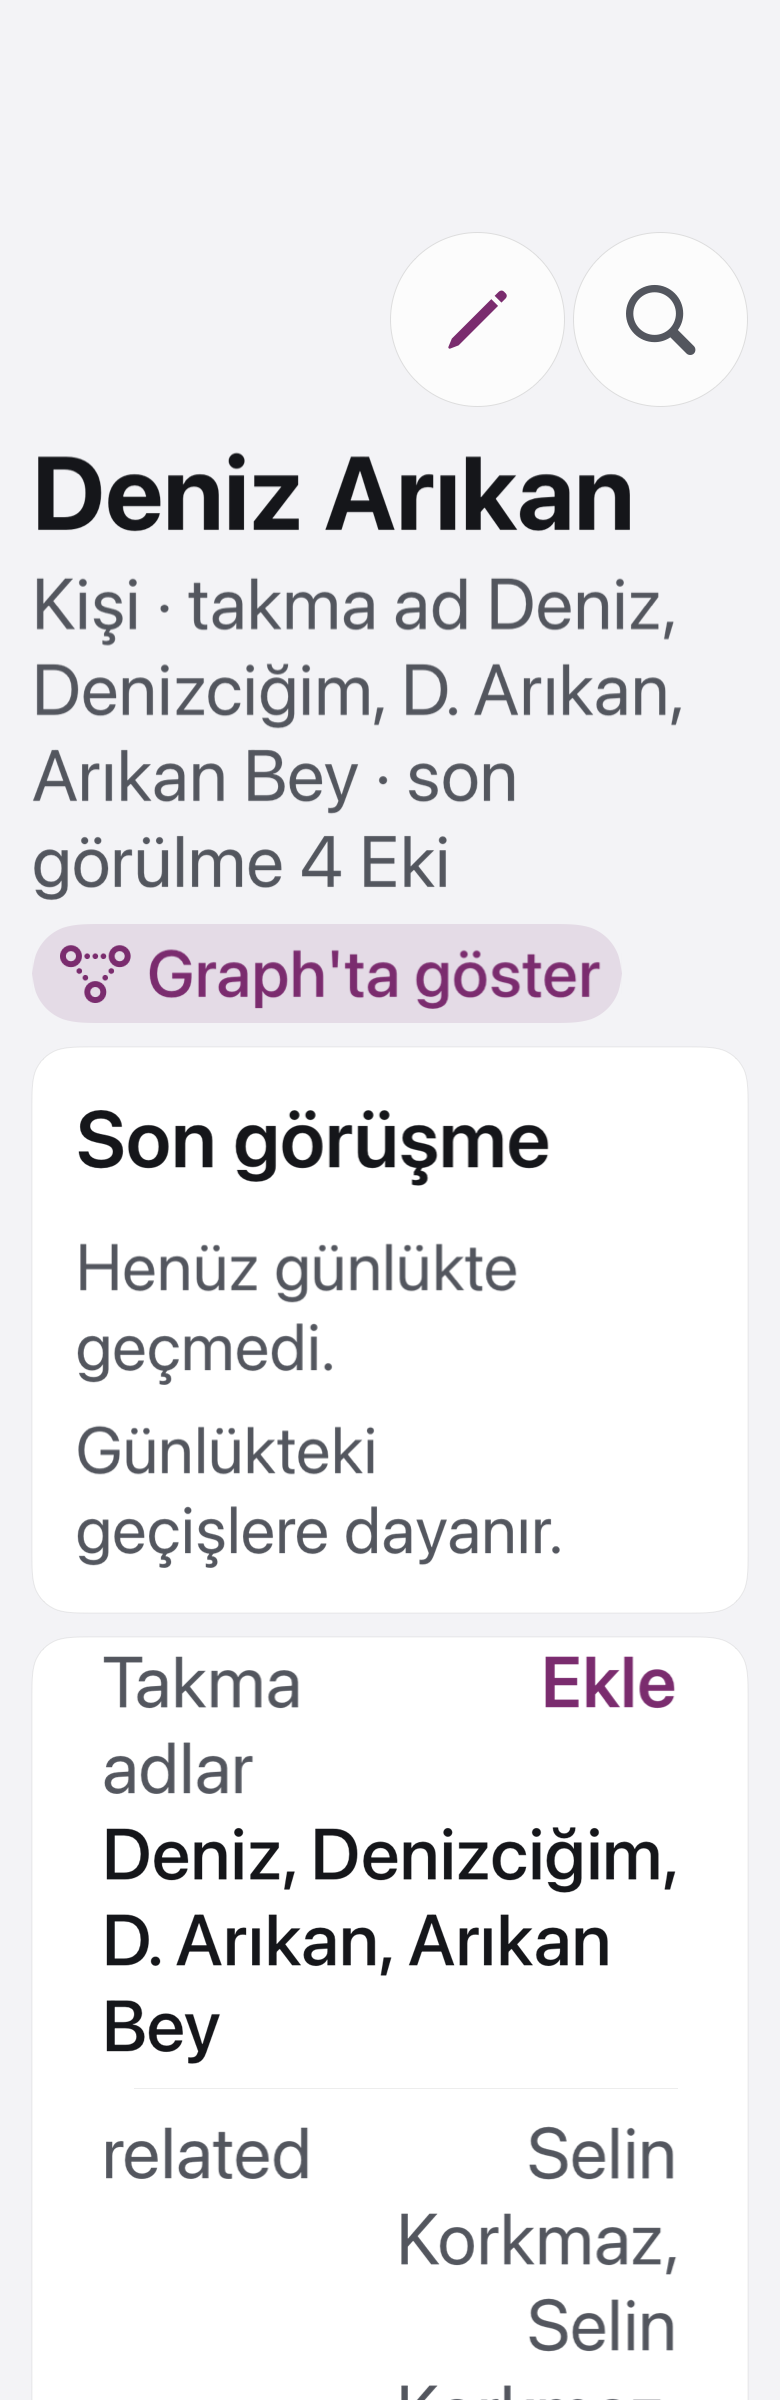 Deniz Arıkan
Kişi · takma ad Deniz,
Denizciğim, D. Arıkan,
Arıkan Bey · son
görülme 4 Eki
Graph'ta göster
Son görüşme
Henüz günlükte
geçmedi.
Günlükteki
geçişlere dayanır.
Takma Ekle
adlar
Deniz, Denizciğim,
D. Arıkan, Arıkan
Bey
related Selin
Korkmaz,
Selin
Korkmaz,